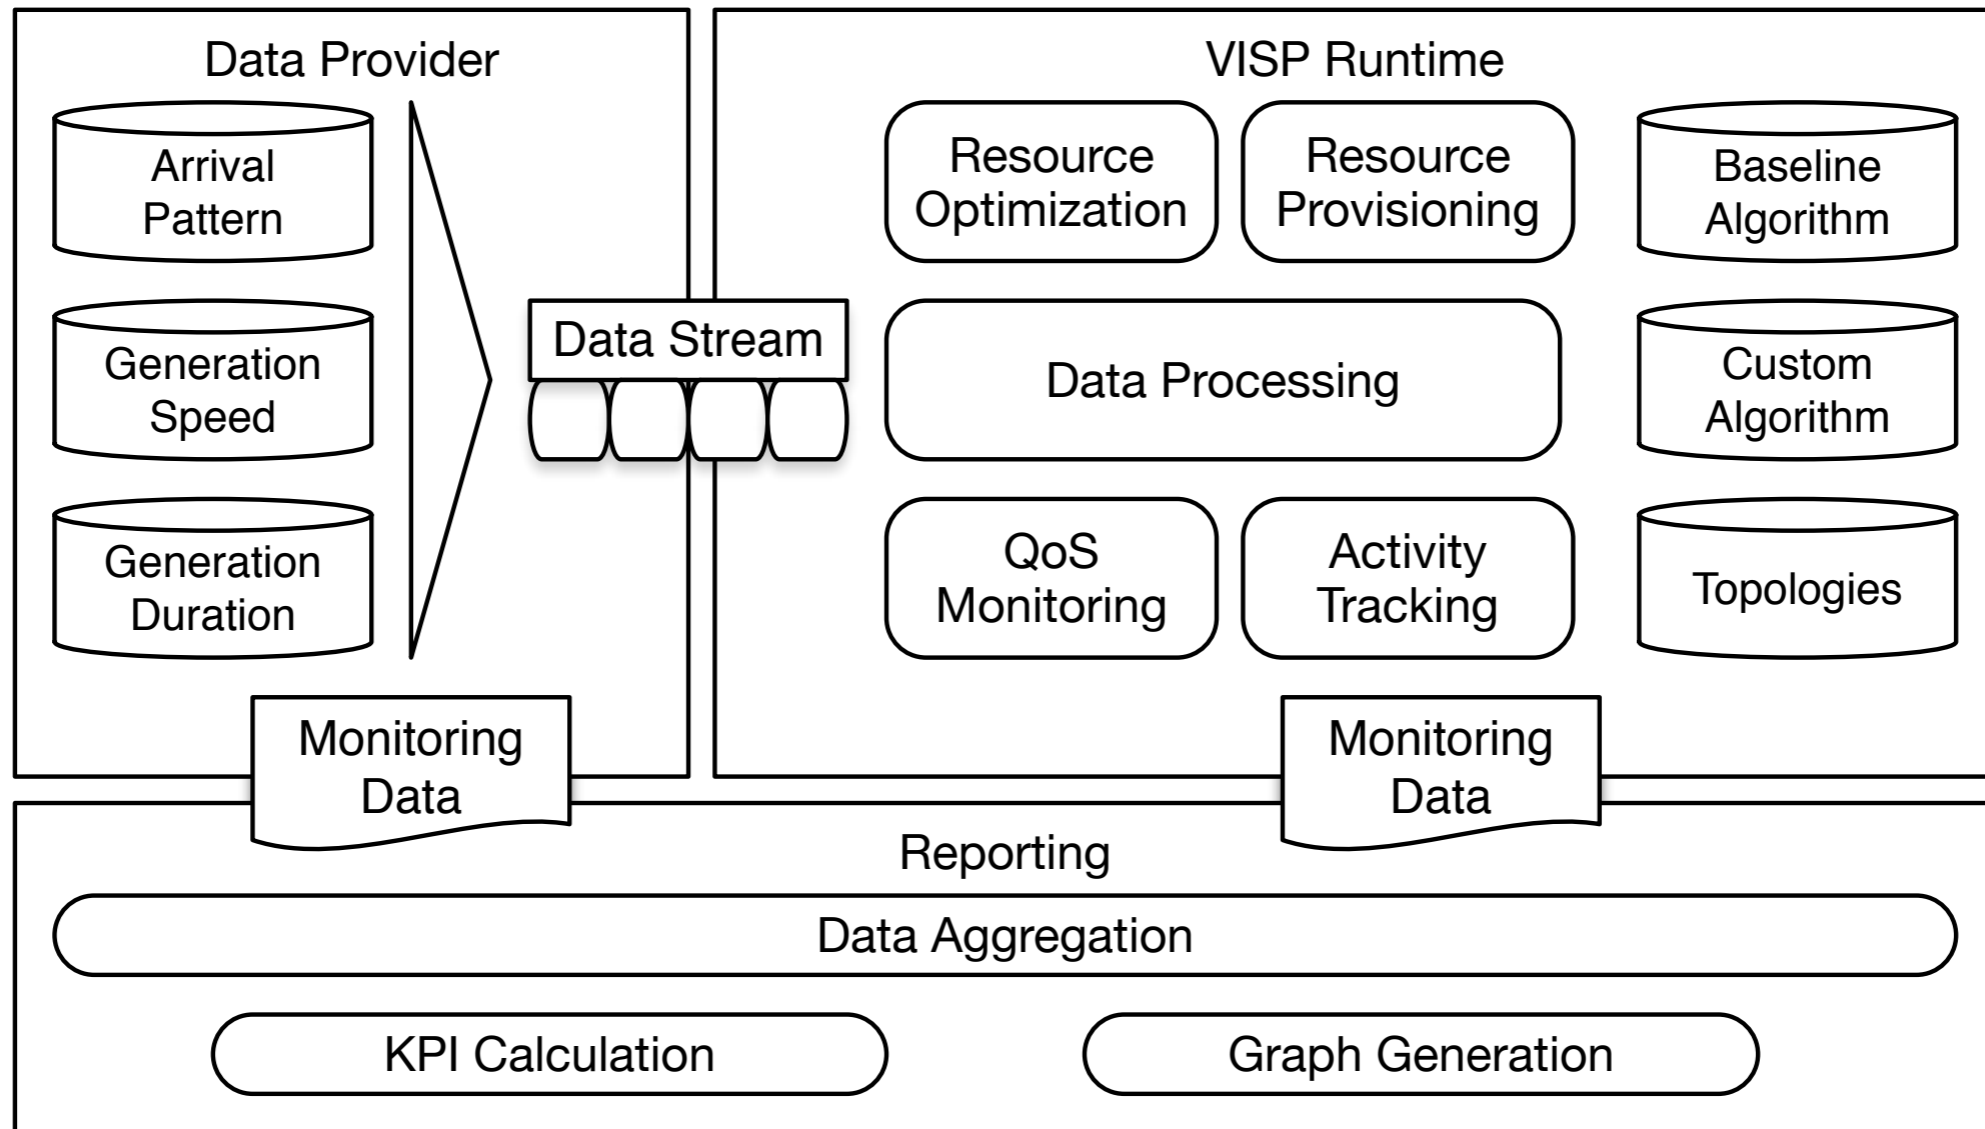 Data Provider
Arrival
Pattern
Generation
Speed
Generation
Duration
Data Stream
VISP Runtime
Resource
Optimization
Resource
Provisioning
Baseline
Algorithm
Data Processing
Custom
Algorithm
QoS
Monitoring
Activity
Tracking
Topologies
Monitoring
Data
Monitoring
Data
Reporting
Data Aggregation
KPI Calculation
Graph Generation